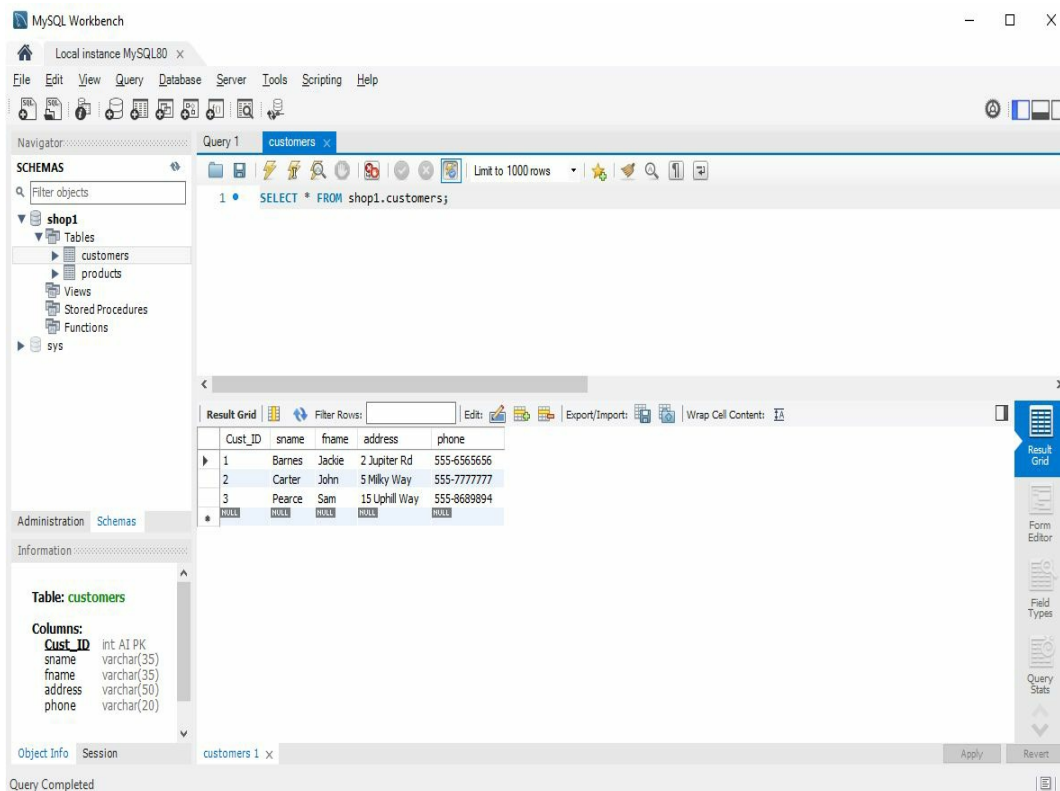 MySQL Workbench
Local instance MySQL80
File Edit View Query Database Server Tools Scripting Help
Navigator
SCHEMAS
Filter objects
shop1
Tables
customers
products
Views
Stored Procedures
Functions
sys
Administration Schemas
Information
Table: customers
Columns:
Cust_ID int AI PK
sname varchar(35)
fname varchar(35)
address varchar(50)
phone varchar(20)
Object Info Session
Query 1 customers
Limit to 1000 rows
1 SELECT * FROM shop1.customers;
Result Grid Filter Rows: Edit: Export/Import: Wrap Cell Content:
Cust_ID sname fname address phone
1 Barnes Jackie 2 Jupiter Rd 555-6565656
2 Carter John 5 Milky Way 555-7777777
3 Pearce Sam 15 Uphill Way 555-8689894
NULL NULL NULL NULL NULL
Result
Grid
Form
Editor
Field
Types
Query
Stats
customers 1
Apply Revert
Query Completed